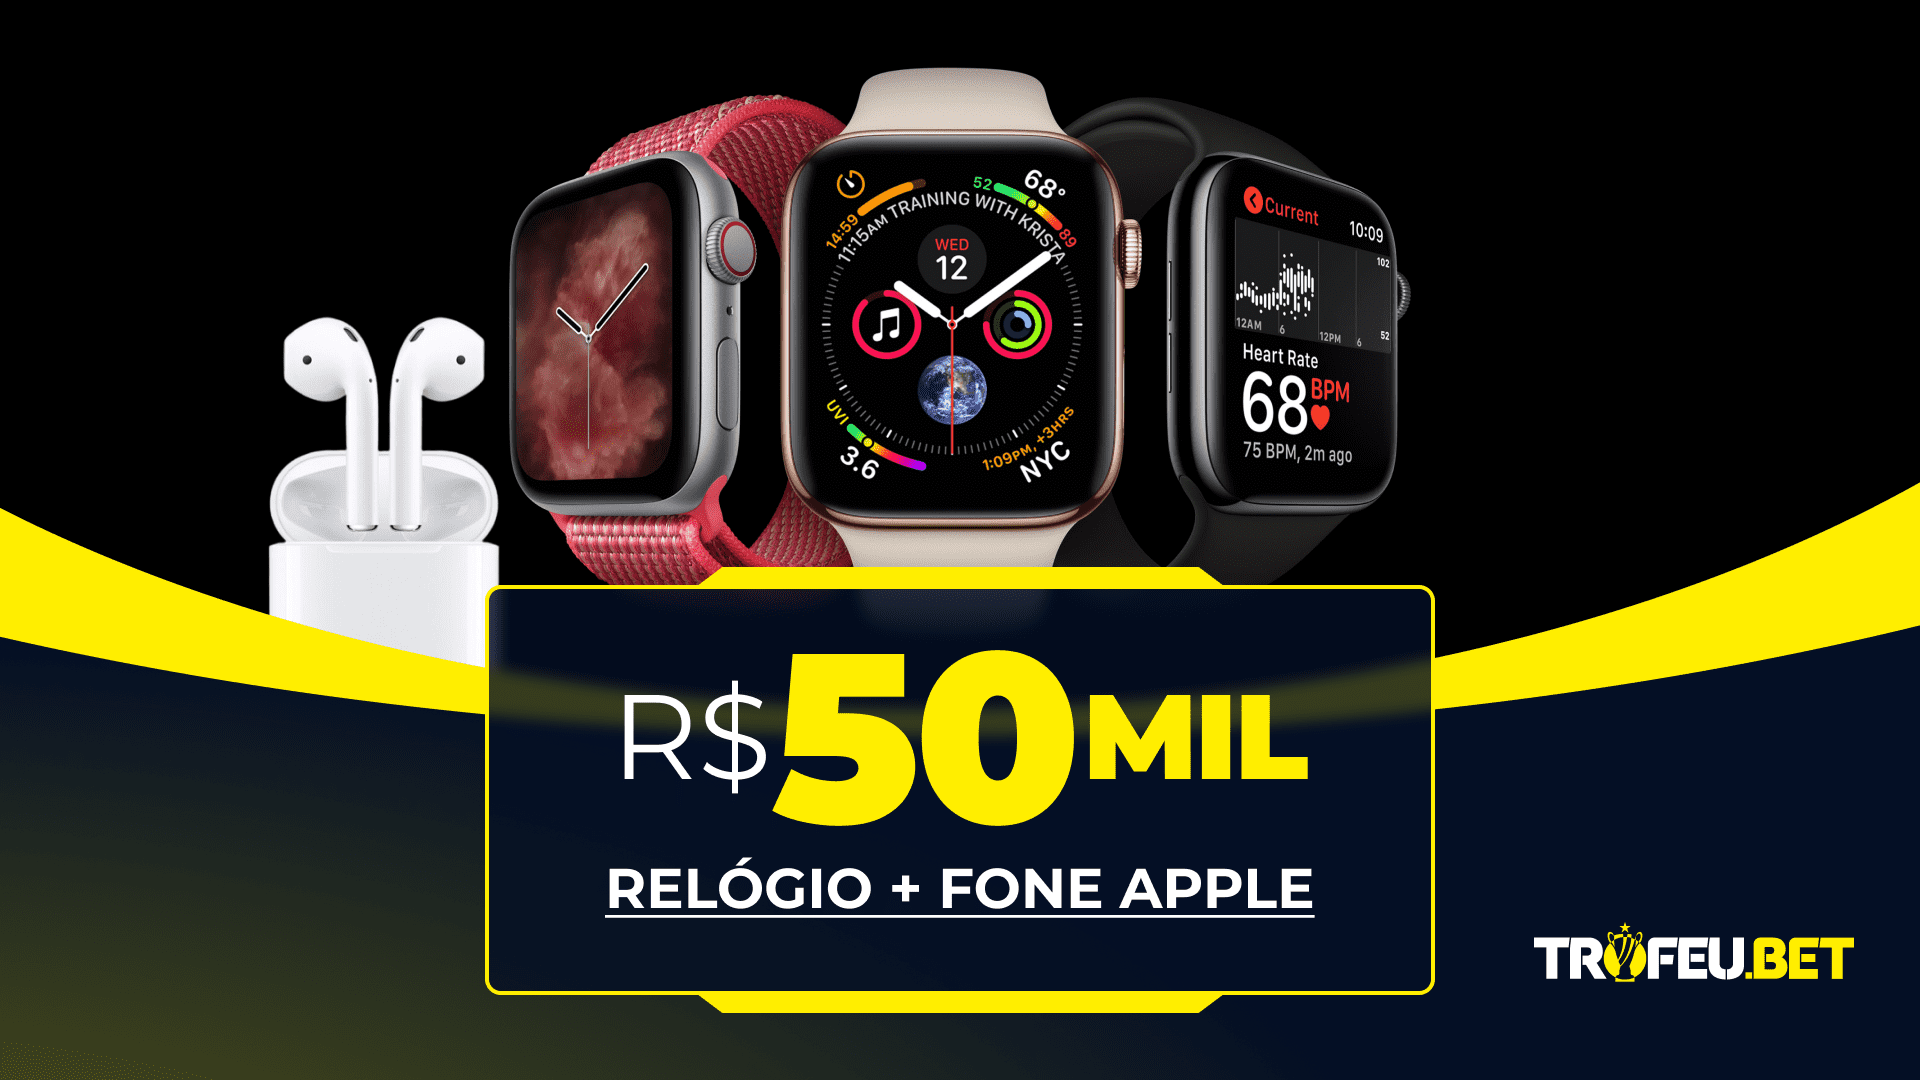 14:59
11:15AM TRAINING WITH KRISTA
52
68°
89
WED
12
UVI
3.6
1:09PM, +3HRS
NYC
Current
10:09
102
52
12AM 6 12PM 6
Heart Rate
68 BPM
75 BPM, 2m ago
R$50MIL
RELÓGIO + FONE APPLE
TROFEU.BET